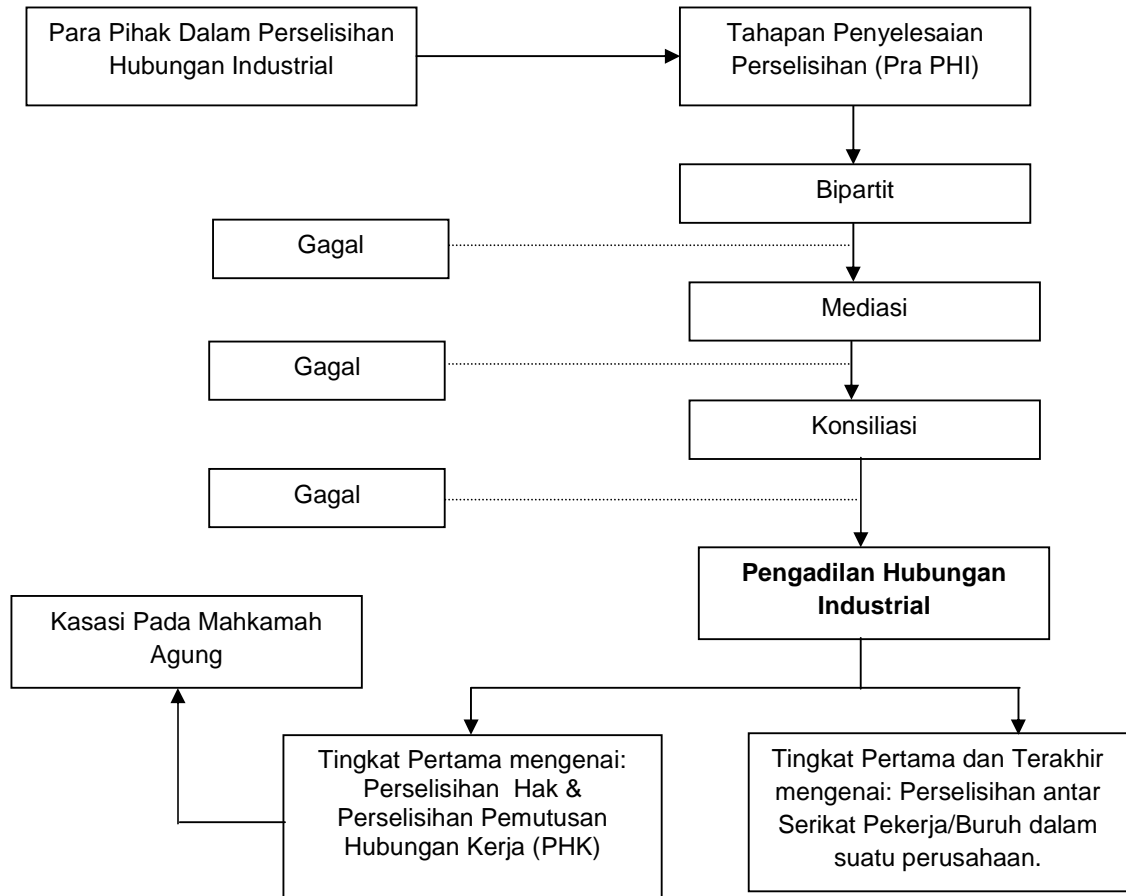 Para Pihak Dalam Perselisihan
Hubungan Industrial
Tahapan Penyelesaian
Perselisihan (Pra PHI)
Bipartit
Gagal
Mediasi
Gagal
Konsiliasi
Gagal
Pengadilan Hubungan
Industrial
Kasasi Pada Mahkamah
Agung
Tingkat Pertama mengenai:
Perselisihan Hak &
Perselisihan Pemutusan
Hubungan Kerja (PHK)
Tingkat Pertama dan Terakhir
mengenai: Perselisihan antar
Serikat Pekerja/Buruh dalam
suatu perusahaan.